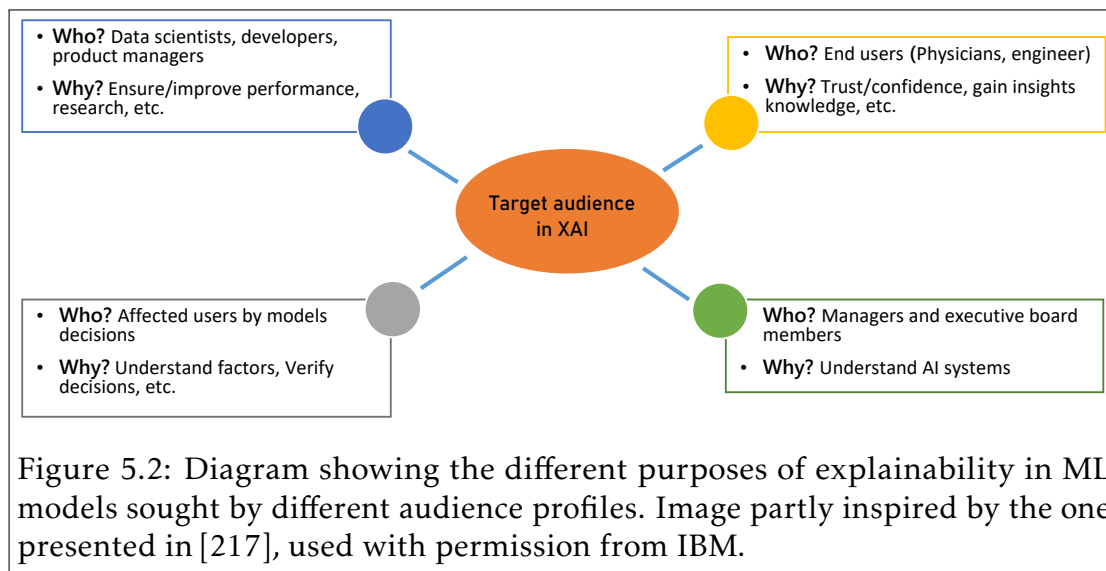 • Who? Data scientists, developers,
product managers
• Why? Ensure/improve performance,
research, etc.
• Who? End users (Physicians, engineer)
• Why? Trust/confidence, gain insights
knowledge, etc.
Target audience
in XAI
• Who? Affected users by models
decisions
• Why? Understand factors, Verify
decisions, etc.
• Who? Managers and executive board
members
• Why? Understand AI systems
Figure 5.2: Diagram showing the different purposes of explainability in ML
models sought by different audience profiles. Image partly inspired by the one
presented in [217], used with permission from IBM.